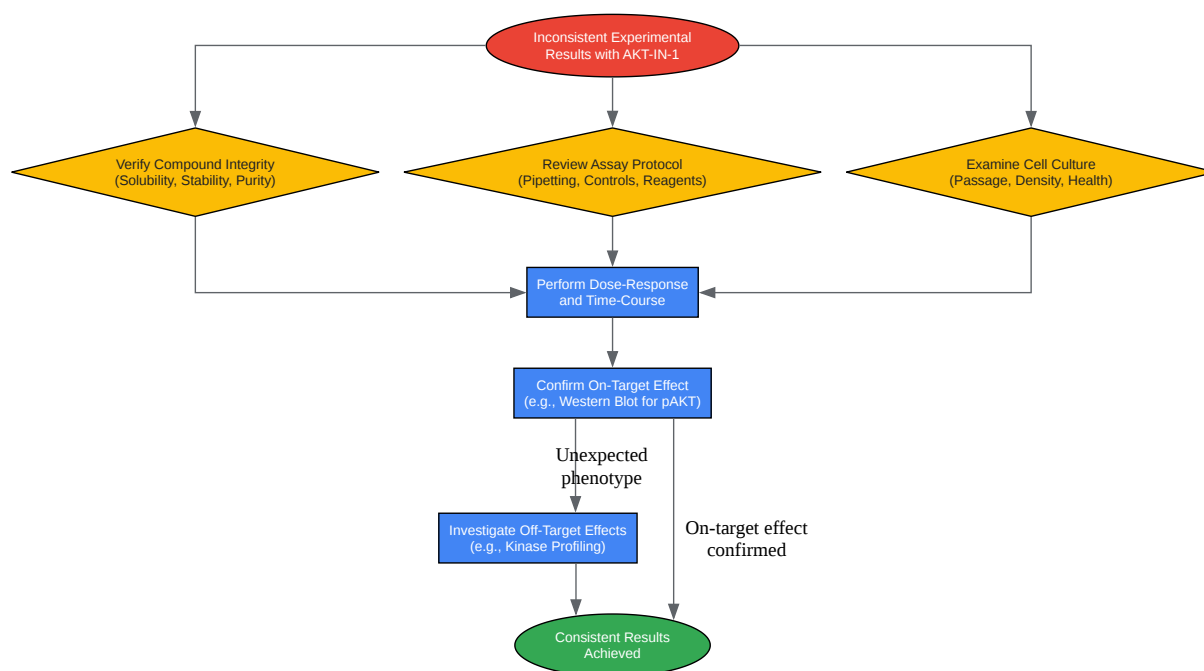 Inconsistent Experimental
Results with AKT-IN-1
Verify Compound Integrity
(Solubility, Stability, Purity)
Review Assay Protocol
(Pipetting, Controls, Reagents)
Examine Cell Culture
(Passage, Density, Health)
Perform Dose-Response
and Time-Course
Confirm On-Target Effect
(e.g., Western Blot for pAKT)
Unexpected
phenotype
Investigate Off-Target Effects
(e.g., Kinase Profiling)
On-target effect
confirmed
Consistent Results
Achieved